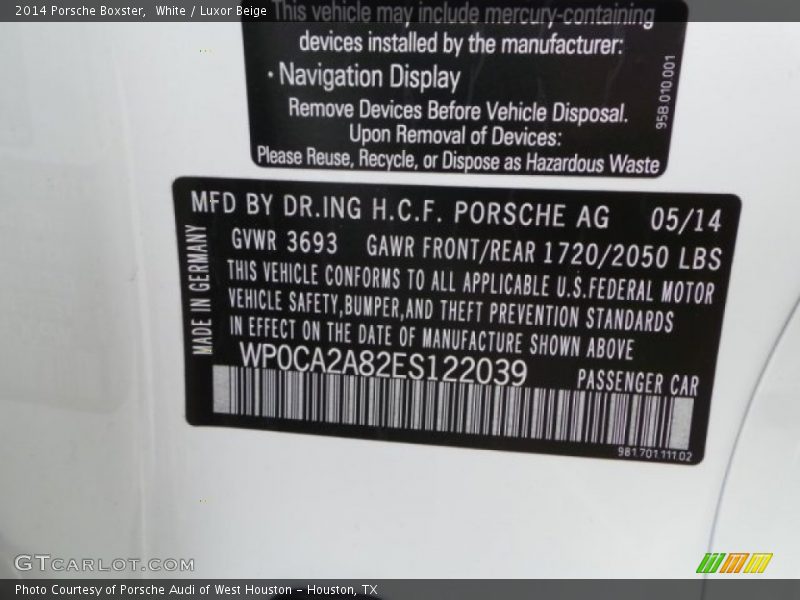 2014 Porsche Boxster,  White / Luxor Beige
This vehicle may include mercury-containing
devices installed by the manufacturer:
· Navigation Display
Remove Devices Before Vehicle Disposal.
Upon Removal of Devices:
Please Reuse, Recycle, or Dispose as Hazardous Waste
95B.010.001
MFD BY DR.ING H.C.F. PORSCHE AG 05/14
GVWR 3693 GAWR FRONT/REAR 1720/2050 LBS
THIS VEHICLE CONFORMS TO ALL APPLICABLE U.S.FEDERAL MOTOR
VEHICLE SAFETY,BUMPER,AND THEFT PREVENTION STANDARDS
IN EFFECT ON THE DATE OF MANUFACTURE SHOWN ABOVE
WP0CA2A82ES122039 PASSENGER CAR
MADE IN GERMANY
981.701.111.02
GTCARLOT.COM
Photo Courtesy of Porsche Audi of West Houston - Houston, TX